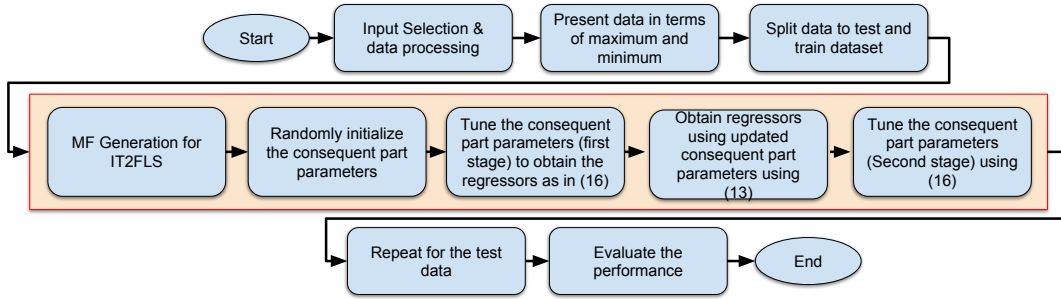 Start
Input Selection &
data processing
Present data in terms
of maximum and
minimum
Split data to test and
train dataset
MF Generation for
IT2FLS
Randomly initialize
the consequent part
parameters
Tune the consequent
part parameters (first
stage) to obtain the
regressors as in (16)
Obtain regressors
using updated
consequent part
parameters using
(13)
Tune the consequent
part parameters
(Second stage) using
(16)
Repeat for the test
data
Evaluate the
performance
End